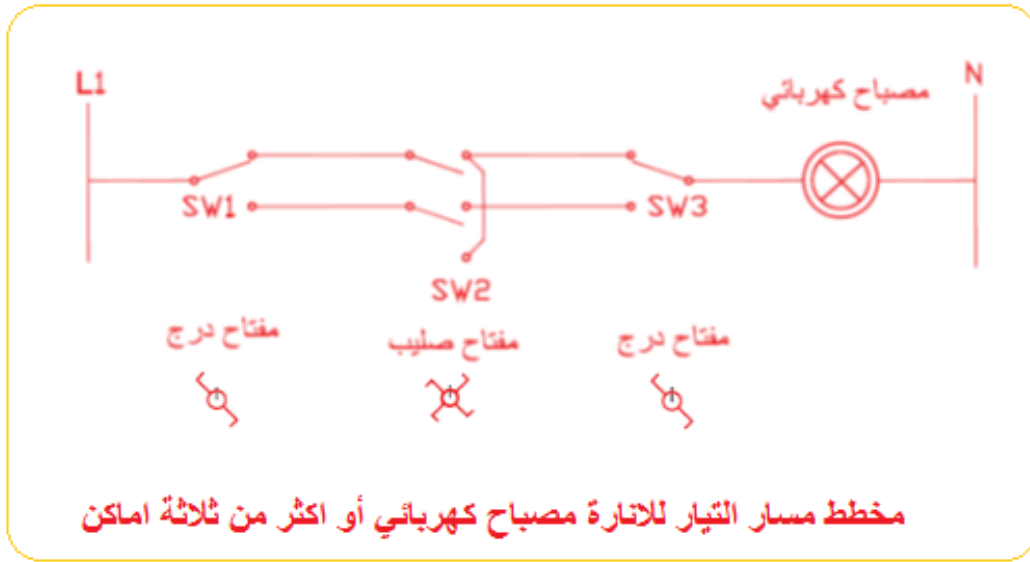 L1
N
مصباح كهربائي
SW1
SW3
SW2
مفتاح درج
مفتاح صليب
مفتاح درج
مخطط مسار التيار للانارة مصباح كهربائي أو اكثر من ثلاثة اماكن